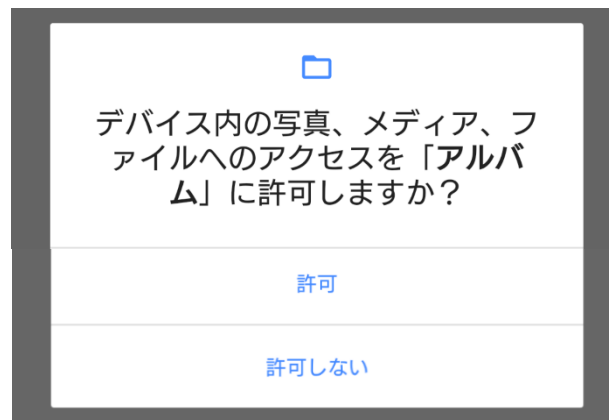 デバイス内の写真、メディア、フ
ァイルへのアクセスを「アルバ
ム」に許可しますか？
許可
許可しない